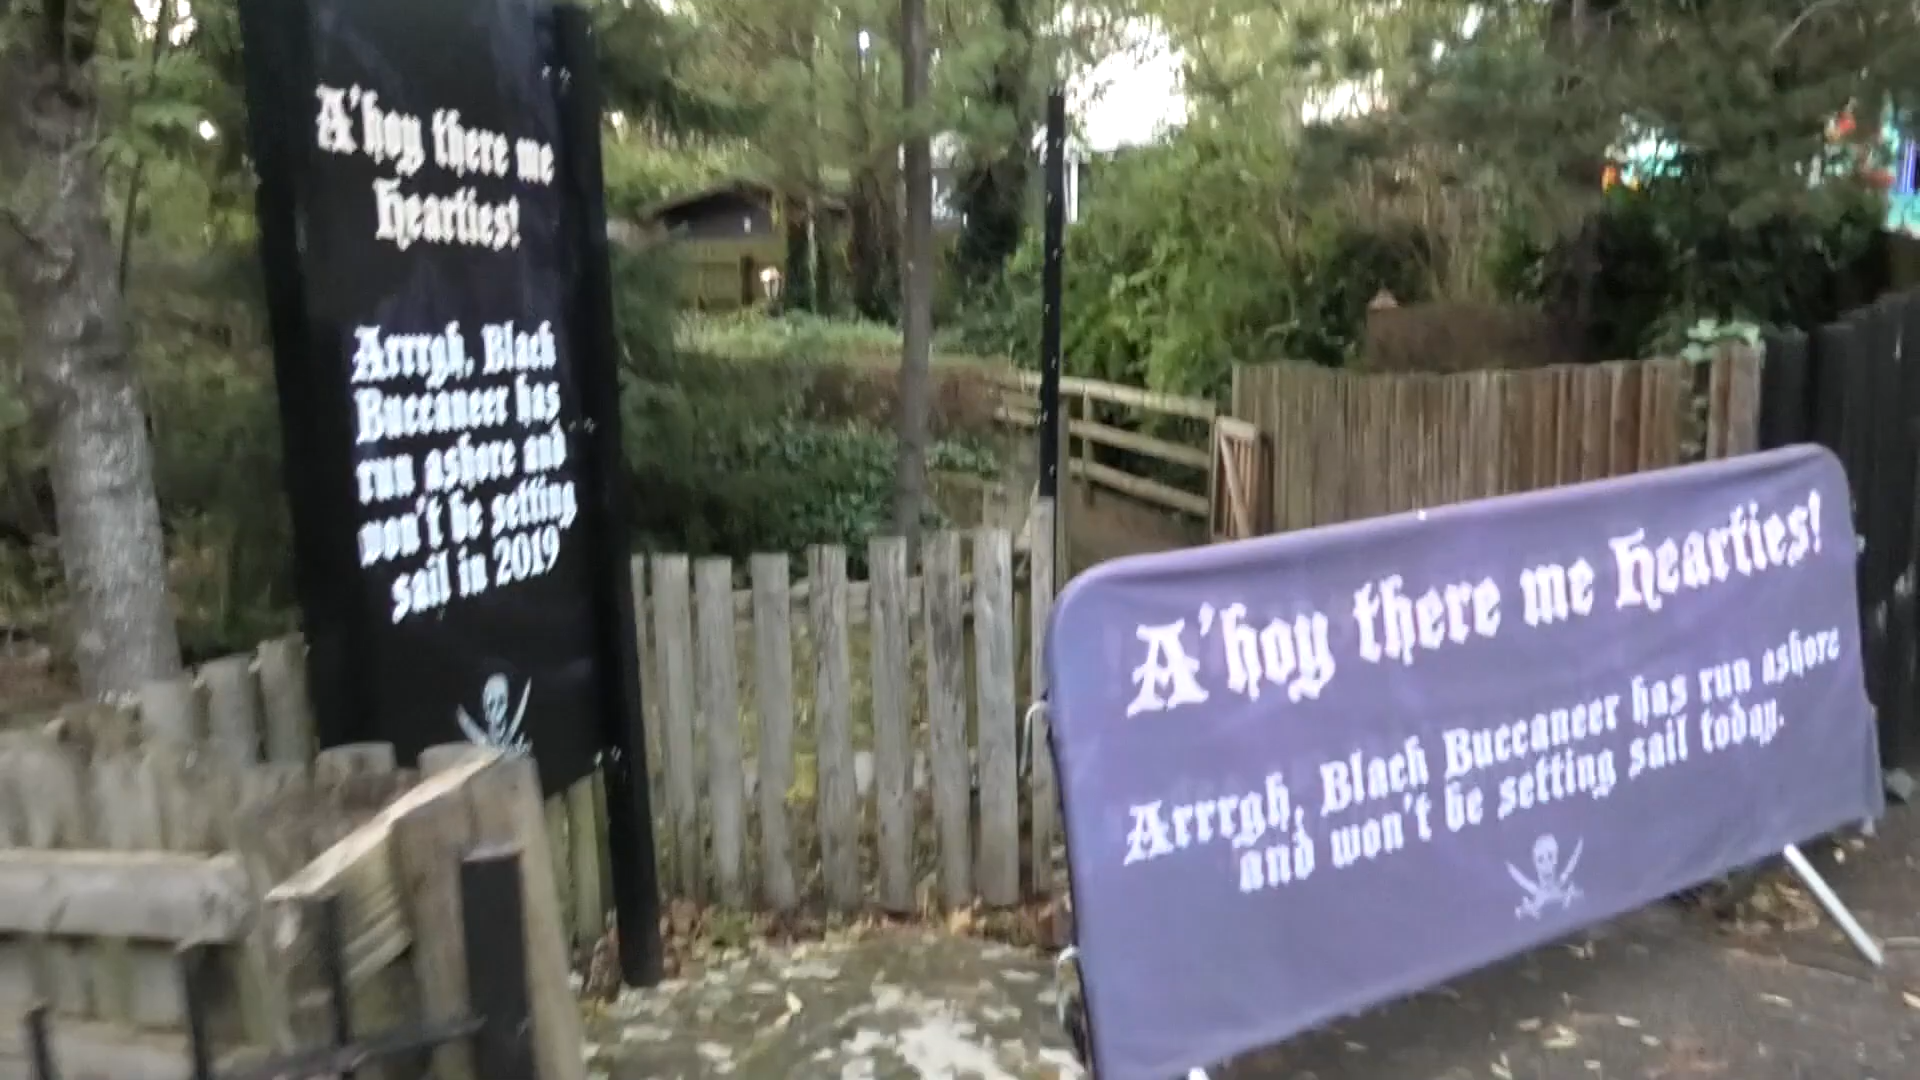 A'hoy there me
Hearties!
Arrrgh, Black
Buccaneer has
run ashore and
won't be setting
sail in 2019
A'hoy there me Hearties!
Arrrgh, Black Buccaneer has run ashore
and won't be setting sail today.